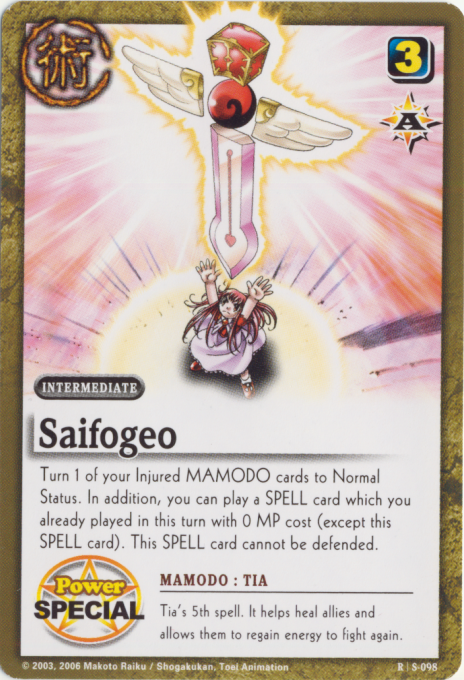 術
3
A
INTERMEDIATE
Saifogeo
Turn 1 of your Injured MAMODO cards to Normal
Status. In addition, you can play a SPELL card which you
already played in this turn with 0 MP cost (except this
SPELL card). This SPELL card cannot be defended.
Power
SPECIAL
MAMODO : TIA
Tia's 5th spell. It helps heal allies and
allows them to regain energy to fight again.
© 2003, 2006 Makoto Raiku / Shogakukan, Toei Animation
R | S-098